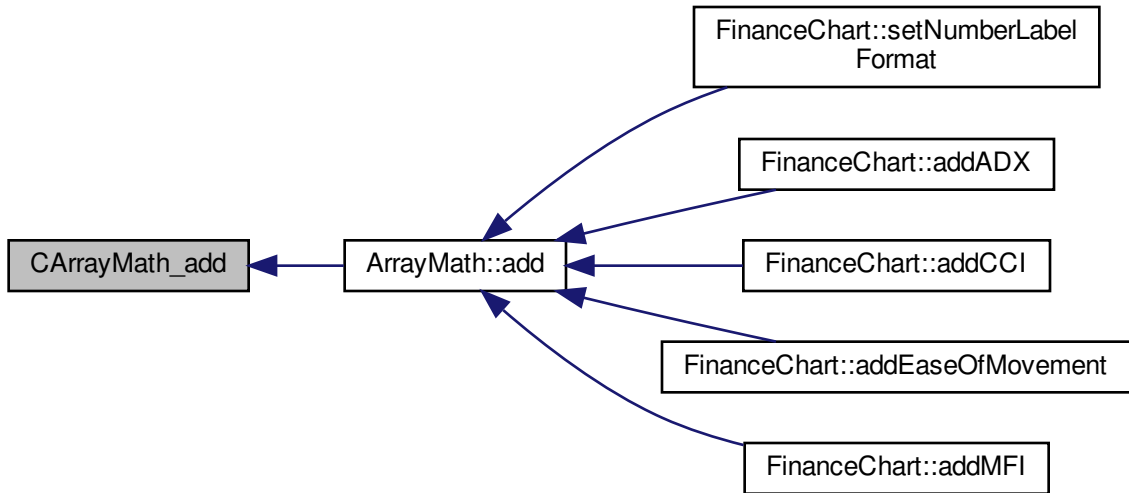 FinanceChart::setNumberLabel
Format
FinanceChart::addADX
CArrayMath_add
ArrayMath::add
FinanceChart::addCCI
FinanceChart::addEaseOfMovement
FinanceChart::addMFI